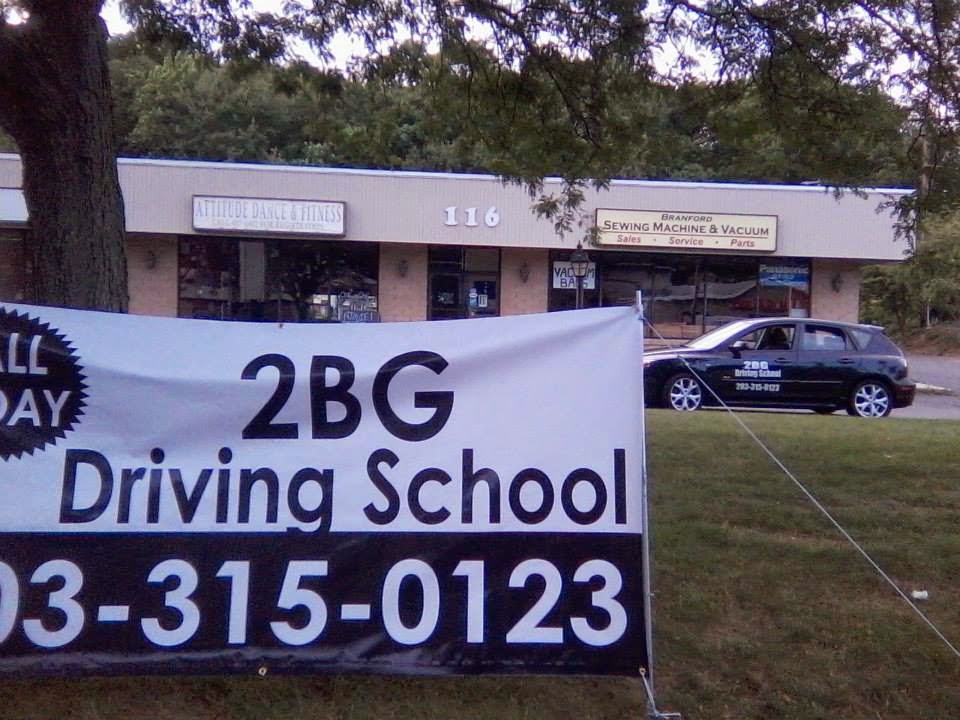 ATTITUDE DANCE & FITNESS
116
BRANFORD
SEWING MACHINE & VACUUM
Sales · Service · Parts
VACUUM
BAGS
Panasonic
ALL
DAY
2BG
Driving School
03-315-0123
2BG
Driving School
203-315-0123